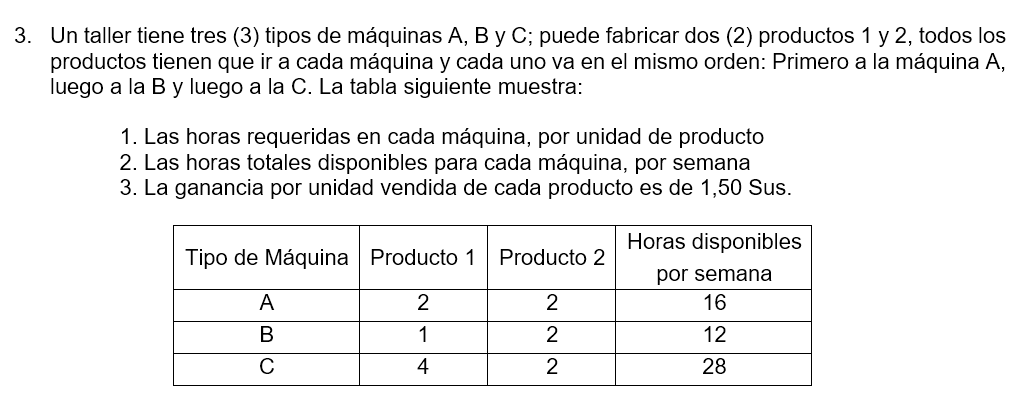 3. Un taller tiene tres (3) tipos de máquinas A, B y C; puede fabricar dos (2) productos 1 y 2, todos los
productos tienen que ir a cada máquina y cada uno va en el mismo orden: Primero a la máquina A,
luego a la B y luego a la C. La tabla siguiente muestra:
1. Las horas requeridas en cada máquina, por unidad de producto
2. Las horas totales disponibles para cada máquina, por semana
3. La ganancia por unidad vendida de cada producto es de 1,50 Sus.
Tipo de Máquina Producto 1 Producto 2 Horas disponibles
por semana
A 2 2 16
B 1 2 12
C 4 2 28